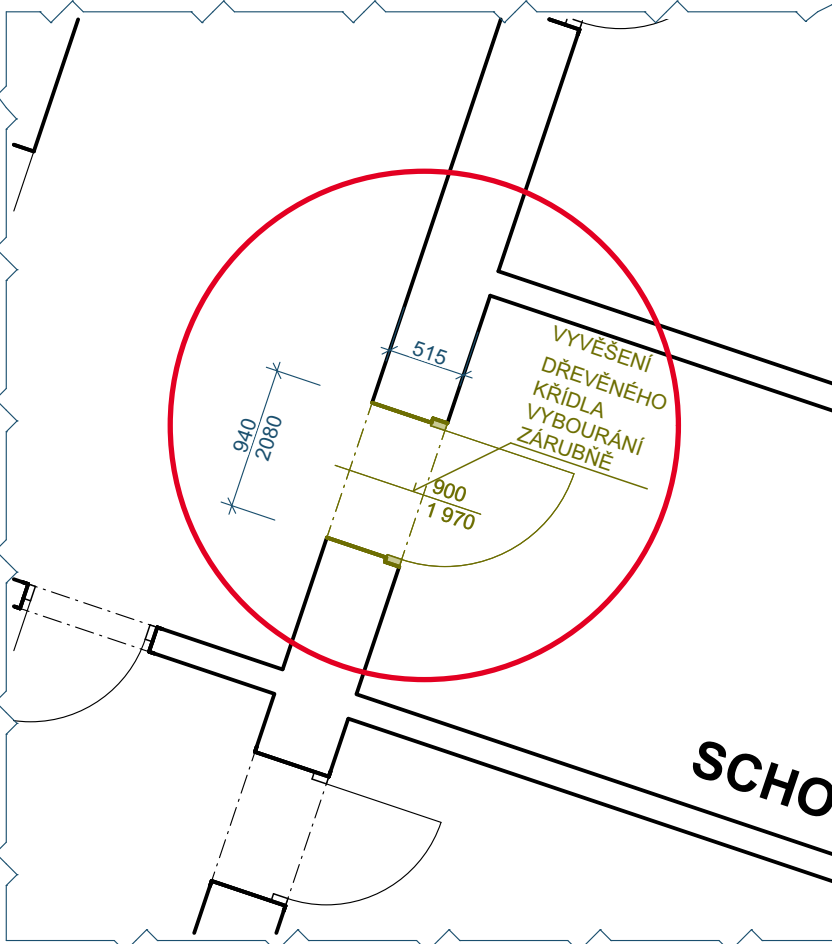 515
VYVĚŠENÍ
DŘEVĚNÉHO
KŘÍDLA
VYBOURÁNÍ
ZÁRUBNĚ
940
2080
900
1 970
SCHO